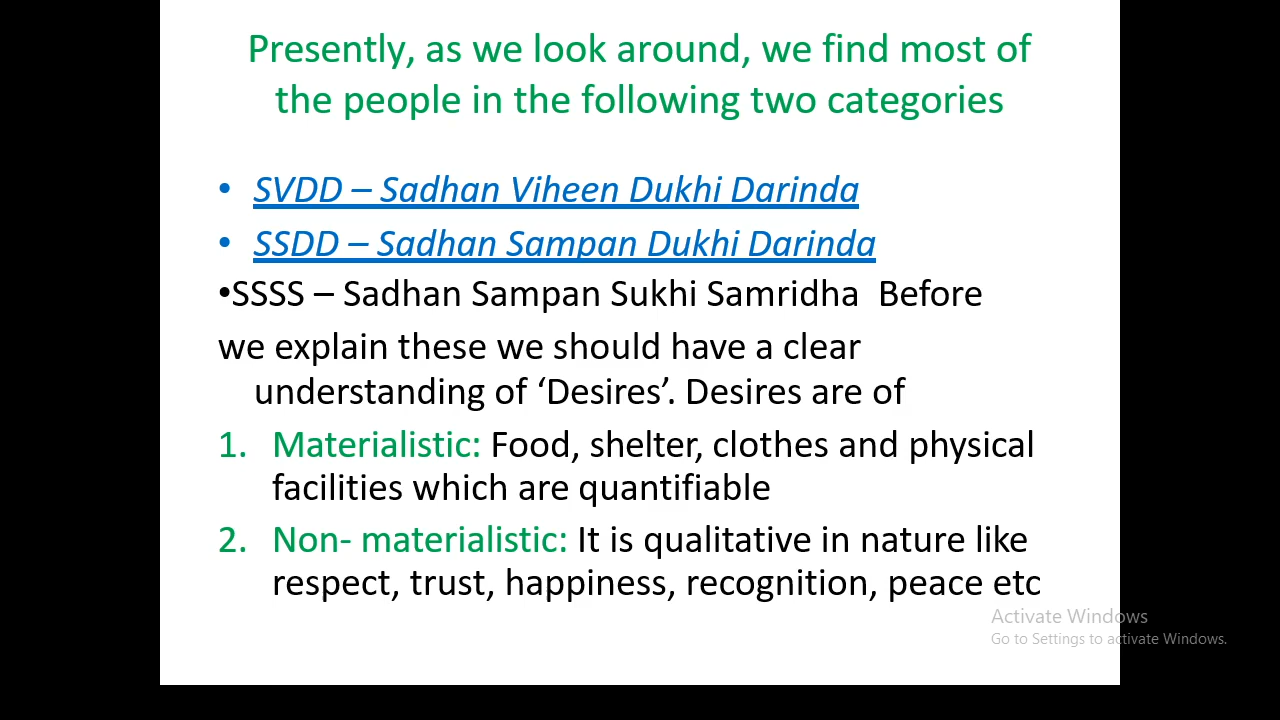 Presently, as we look around, we find most of
the people in the following two categories
• SVDD – Sadhan Viheen Dukhi Darinda
• SSDD – Sadhan Sampan Dukhi Darinda
•SSSS – Sadhan Sampan Sukhi Samridha  Before
we explain these we should have a clear
understanding of ‘Desires’. Desires are of
1. Materialistic: Food, shelter, clothes and physical
facilities which are quantifiable
2. Non- materialistic: It is qualitative in nature like
respect, trust, happiness, recognition, peace etc
Activate Windows
Go to Settings to activate Windows.